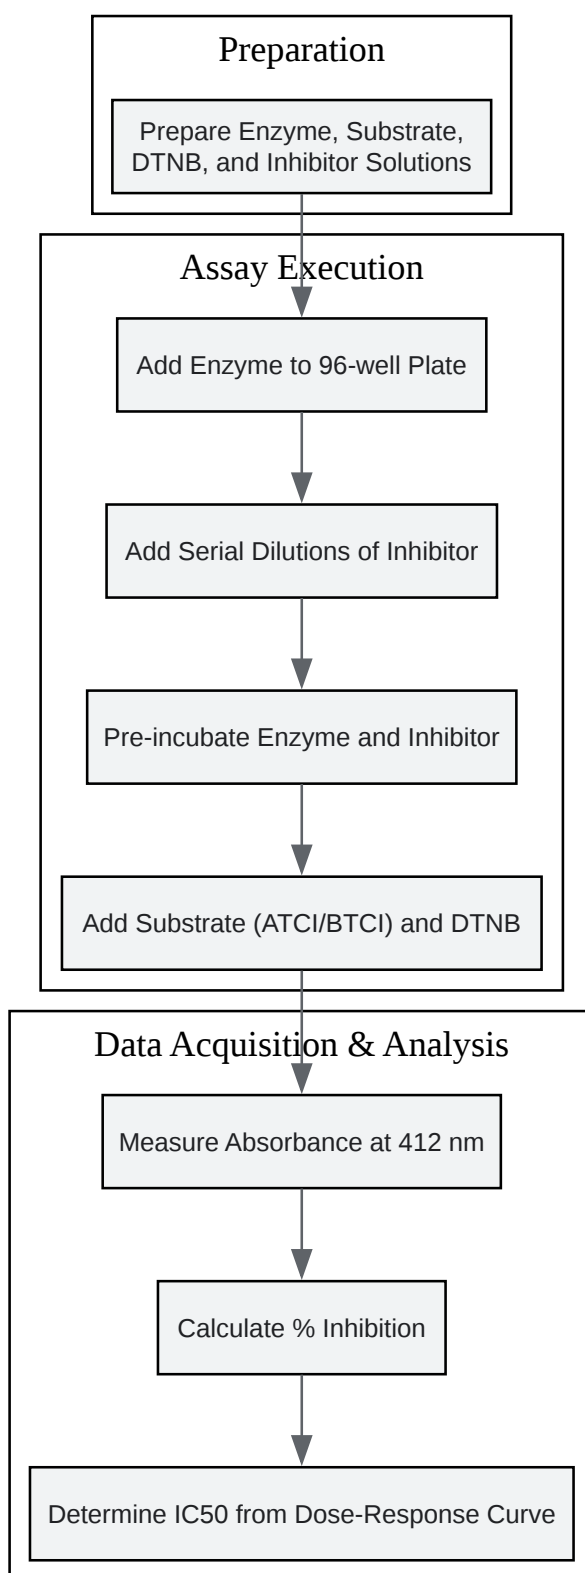 Preparation
Prepare Enzyme, Substrate,
DTNB, and Inhibitor Solutions
Assay Execution
Add Enzyme to 96-well Plate
Add Serial Dilutions of Inhibitor
Pre-incubate Enzyme and Inhibitor
Add Substrate (ATCI/BTCI) and DTNB
Data Acquisition & Analysis
Measure Absorbance at 412 nm
Calculate % Inhibition
Determine IC50 from Dose-Response Curve